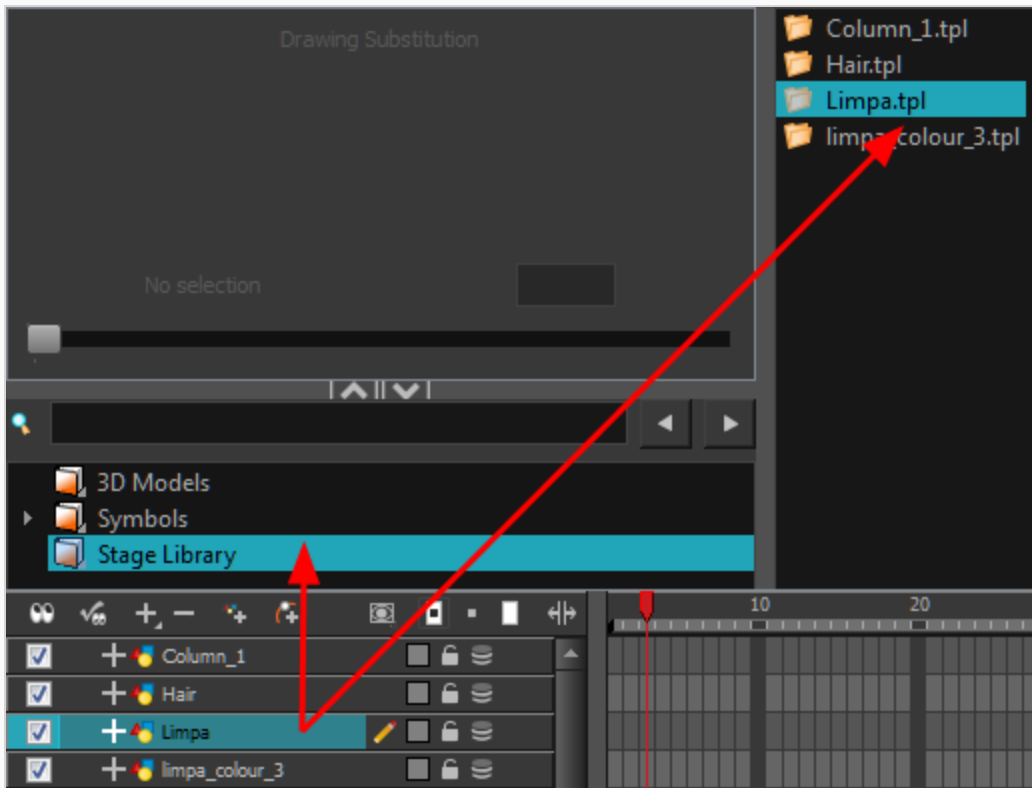 Drawing Substitution
No selection
Column_1.tpl
Hair.tpl
Limpa.tpl
limpa_colour_3.tpl
3D Models
Symbols
Stage Library
10 20
Column_1
Hair
Limpa
limpa_colour_3